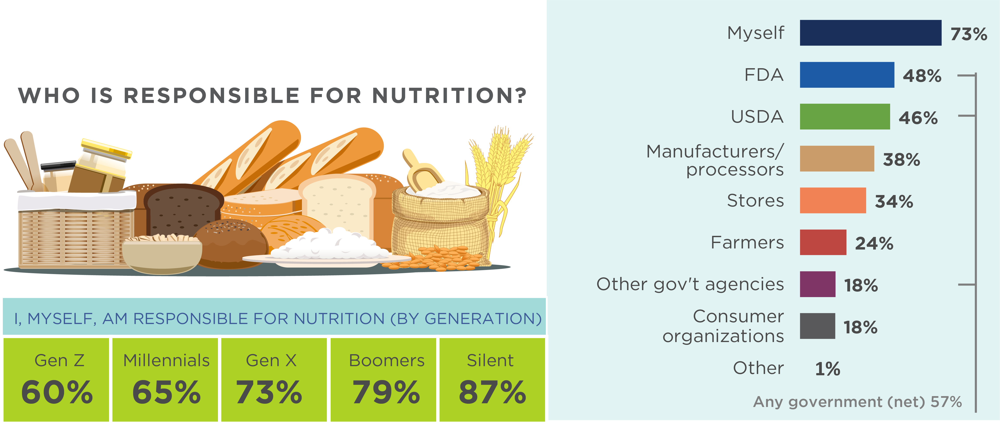 WHO IS RESPONSIBLE FOR NUTRITION?
I, MYSELF, AM RESPONSIBLE FOR NUTRITION (BY GENERATION)
Gen Z
60%
Millennials
65%
Gen X
73%
Boomers
79%
Silent
87%
Myself 73%
FDA 48%
USDA 46%
Manufacturers/
processors 38%
Stores 34%
Farmers 24%
Other gov't agencies 18%
Consumer
organizations 18%
Other 1%
Any government (net) 57%